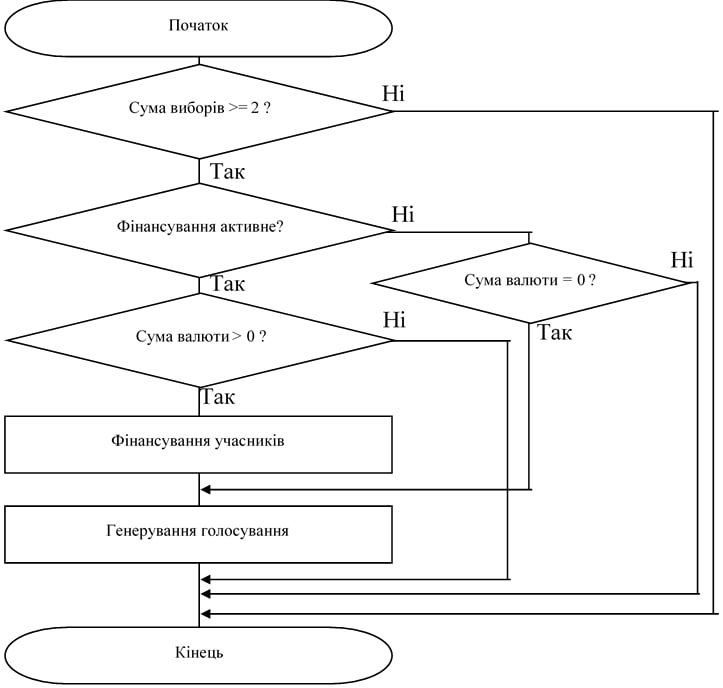 Початок
Ні
Сума виборів >= 2 ?
Так
Ні
Фінансування активне?
Ні
Сума валюти = 0 ?
Так
Ні
Сума валюти > 0 ?
Так
Так
Фінансування учасників
Генерування голосування
Кінець